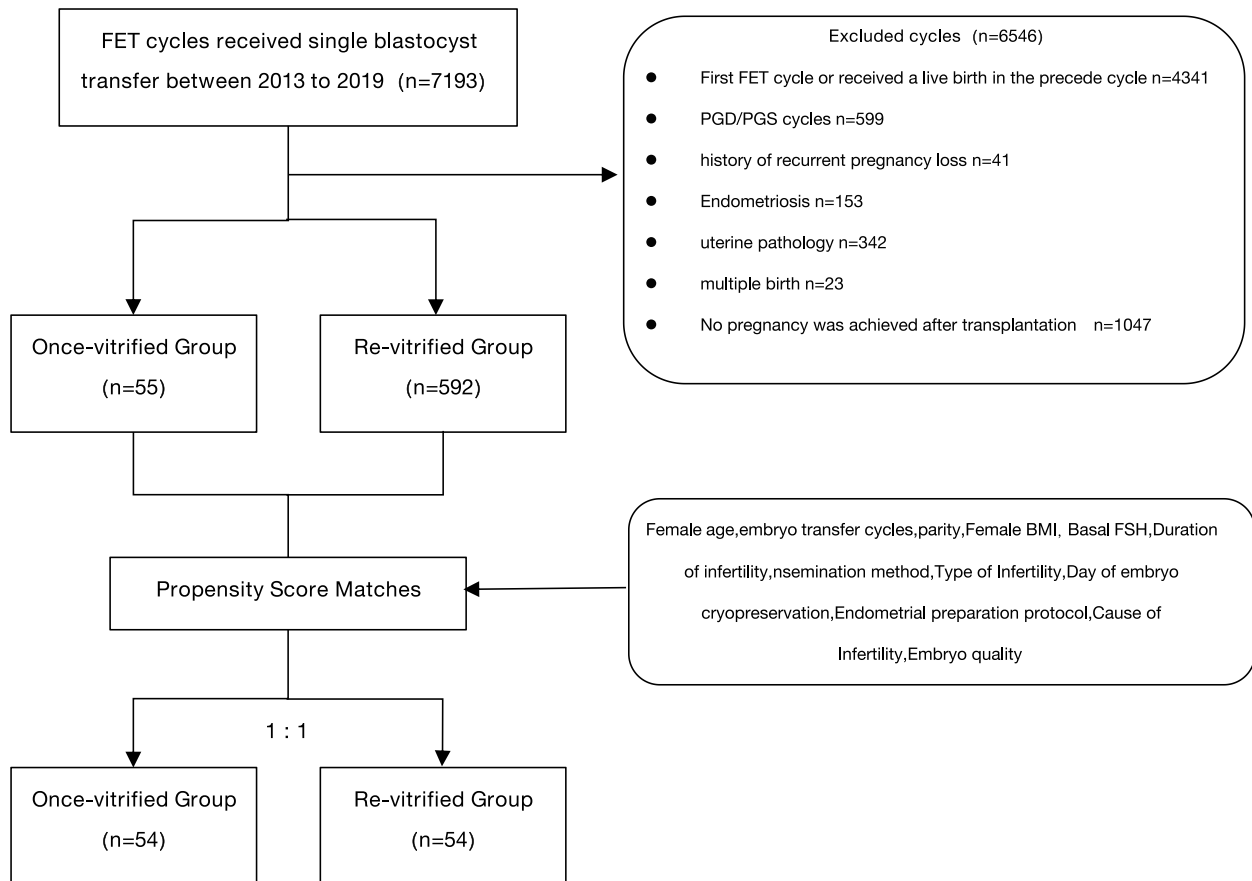 FET cycles received single blastocyst
transfer between 2013 to 2019 (n=7193)
Excluded cycles (n=6546)
● First FET cycle or received a live birth in the precede cycle n=4341
● PGD/PGS cycles n=599
● history of recurrent pregnancy loss n=41
● Endometriosis n=153
● uterine pathology n=342
● multiple birth n=23
● No pregnancy was achieved after transplantation n=1047
Once-vitrified Group
(n=55)
Re-vitrified Group
(n=592)
Female age,embryo transfer cycles,parity,Female BMI, Basal FSH,Duration
of infertility,nsemination method,Type of Infertility,Day of embryo
cryopreservation,Endometrial preparation protocol,Cause of
Infertility,Embryo quality
Propensity Score Matches
1 : 1
Once-vitrified Group
(n=54)
Re-vitrified Group
(n=54)